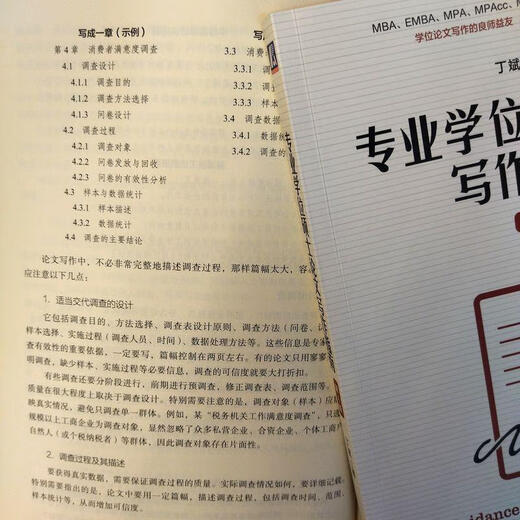 写成一章（示例）
第4章 消费者满意度调查
4.1 调查设计
4.1.1 调查目的
4.1.2 调查方法选择
4.1.3 问卷设计
4.2 调查过程
4.2.1 调查对象
4.2.2 问卷发放与回收
4.2.3 问卷的有效性分析
4.3 样本与数据统计
4.3.1 样本描述
4.3.2 数据统计
4.4 调查的主要结论
写
3.3 消费者
3.3.1 调
3.3.2 调
3.3.3 样本
3.4 调查数据
3.4.1 数据统
3.4.2 调查的
论文写作中，不必非常完整地描述调查过程，那样篇幅太大，容
应注意以下几点：
1. 适当交代调查的设计
它包括调查目的、方法选择、调查表设计原则、调查方法（问卷、
样本选择、实施过程（调查人员、时间）、数据处理方法等。这些信息是专家
查有效性的重要依据，一定要写，篇幅控制在两页左右。有的论文只用寥寥
明调查，缺少样本、实施过程等必要信息，调查的可信度就要大打折扣。
有些调查还要分阶段进行，前期进行预调查，修正调查表、调查范围等。
质量在很大程度上取决于调查设计。特别需要注意的是，调查对象（样本）应
映真实情况，避免只调查单一群体。例如，某“税务机关工作满意度调查”，只选
规模以上工商企业为调查对象，显然忽略了众多私营企业、合资企业、个体工商户
自然人（或个税纳税者）等群体，因此调查对象存在片面性。
2. 调查过程及其描述
要获得真实数据，需要保证调查过程的质量。实际调查情况如何，要详细记载。
特别需要指出的是，论文中要用一定篇幅，描述调查过程，包括调查时间、范围、
样本统计等，从而增加可信度。
MBA、EMBA、MPA、MPAcc、M
学位论文写作的良师益友
丁斌
专业学位
写作
专业学位硕士论文
idance